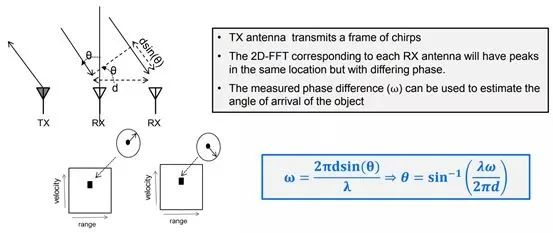 θ
dsin(θ)
θ
d
TX
RX
RX
velocity
range
velocity
range
• TX antenna transmits a frame of chirps
• The 2D-FFT corresponding to each RX antenna will have peaks
in the same location but with differing phase.
• The measured phase difference (ω) can be used to estimate the
angle of arrival of the object
ω = 2πdsin(θ)/λ ⇒ θ = sin⁻¹(λω/2πd)